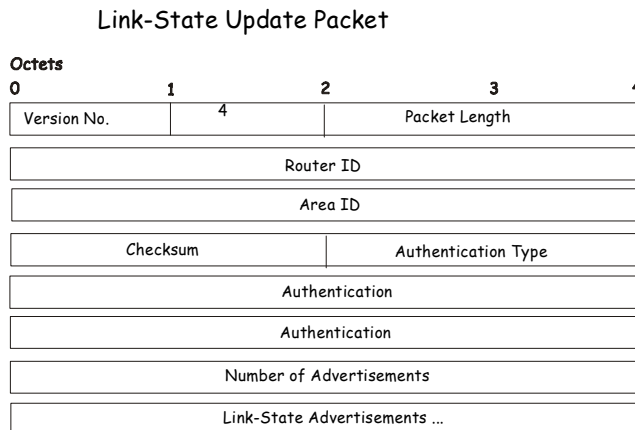 Link-State Update Packet
Octets
0 1 2 3 4
Version No. 4 Packet Length
Router ID
Area ID
Checksum Authentication Type
Authentication
Authentication
Number of Advertisements
Link-State Advertisements ...